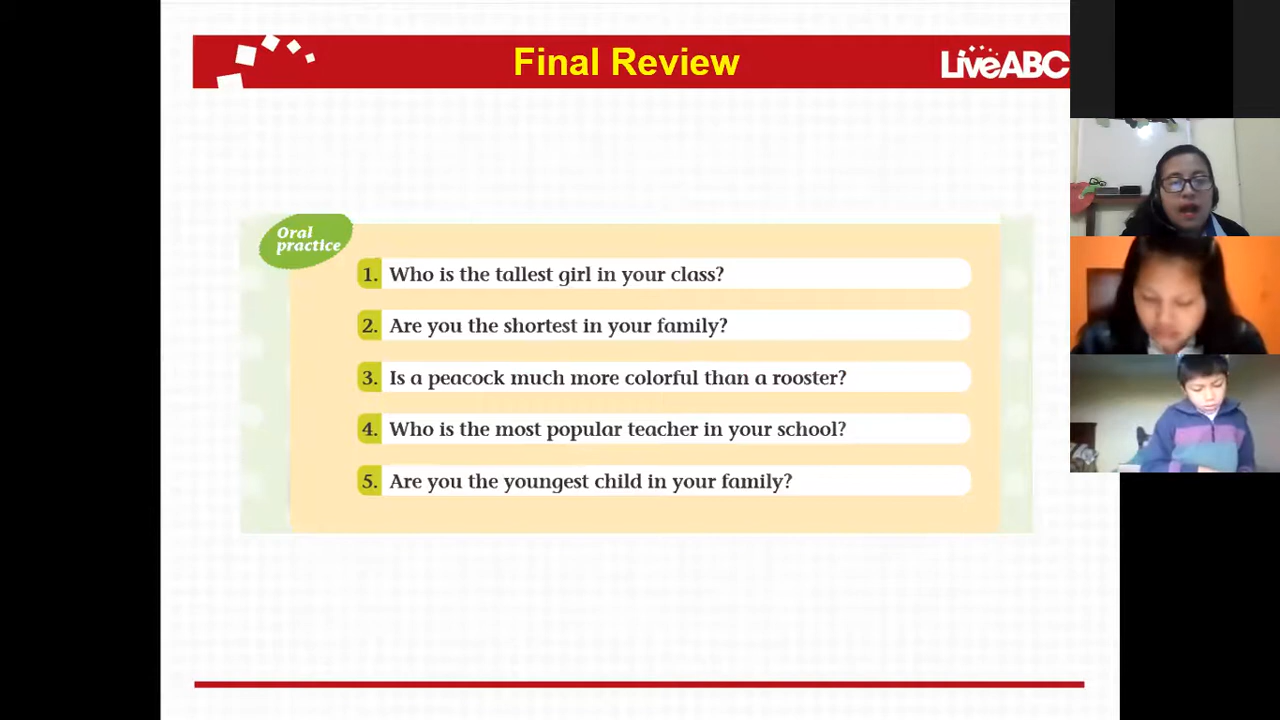 Final Review
LiveABC
Oral
practice
1. Who is the tallest girl in your class?
2. Are you the shortest in your family?
3. Is a peacock much more colorful than a rooster?
4. Who is the most popular teacher in your school?
5. Are you the youngest child in your family?